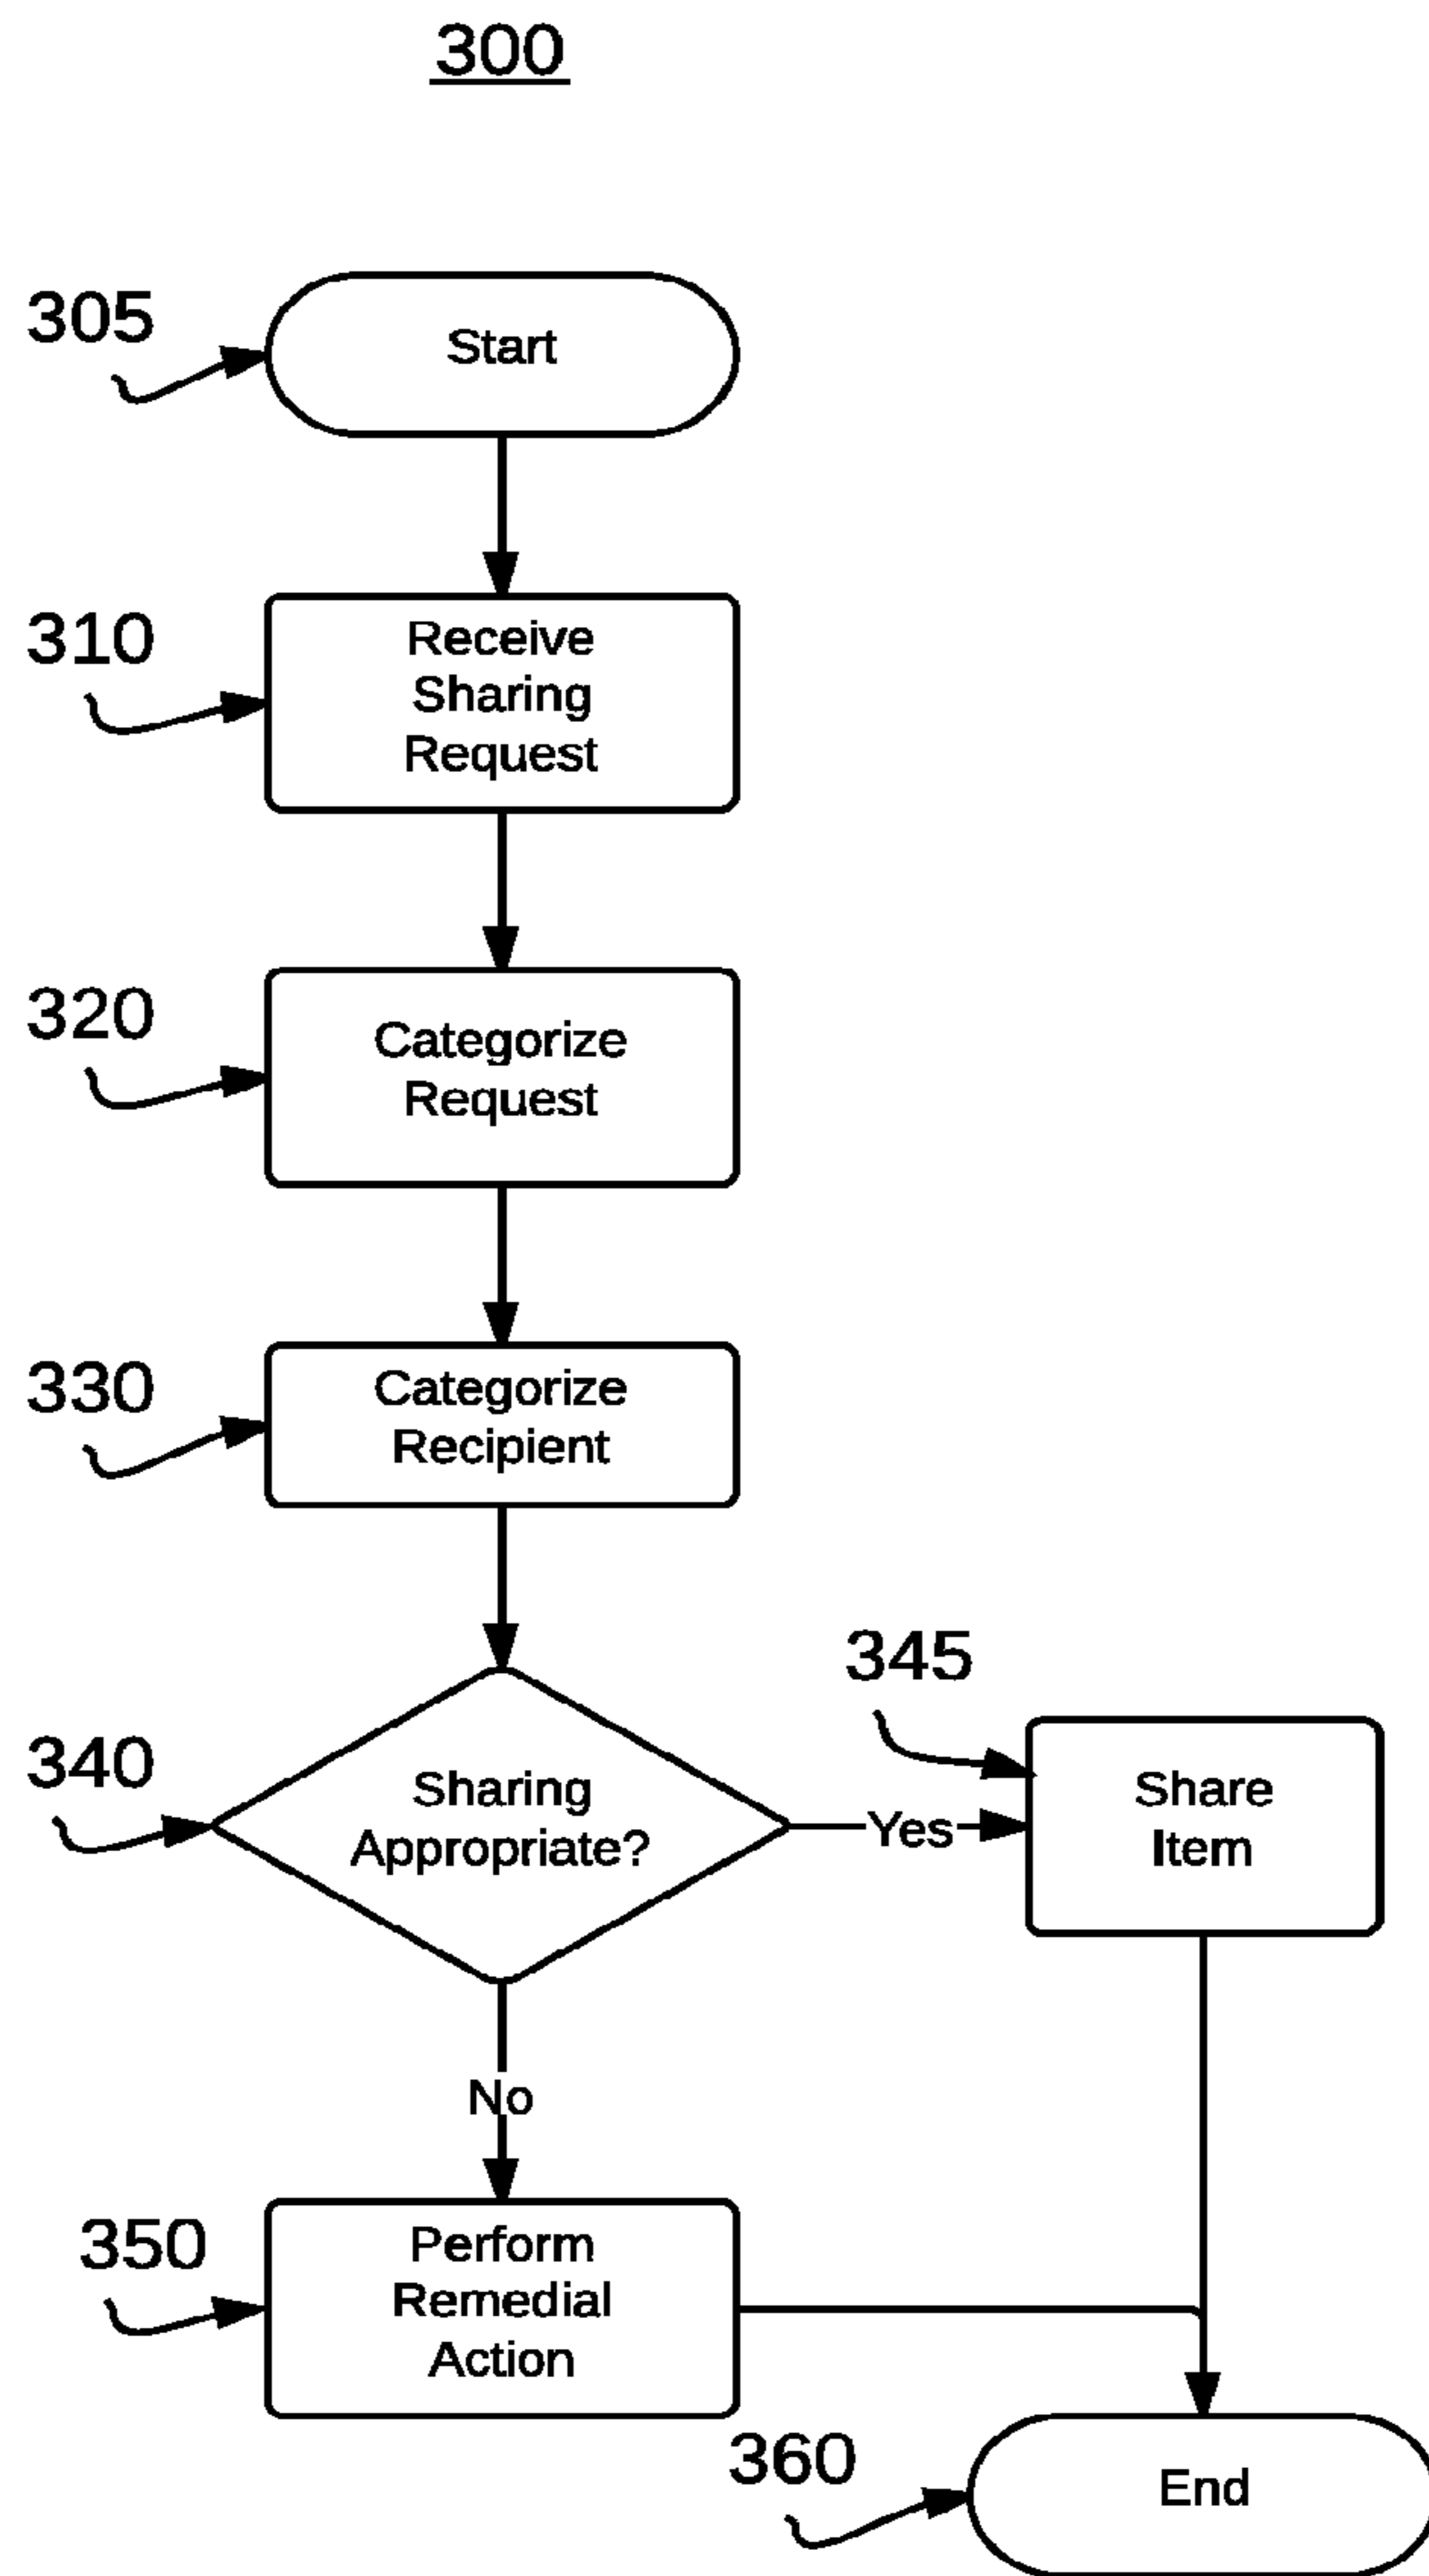 300
305
Start
310
Receive
Sharing
Request
320
Categorize
Request
330
Categorize
Recipient
340
Sharing
Appropriate?
Yes
345
Share
Item
No
350
Perform
Remedial
Action
360
End